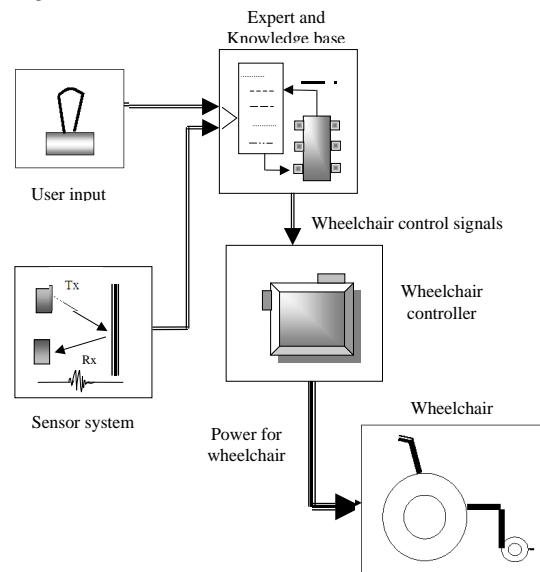 Expert and
Knowledge base
User input
Wheelchair control signals
Tx
Rx
Wheelchair
controller
Sensor system
Wheelchair
Power for
wheelchair